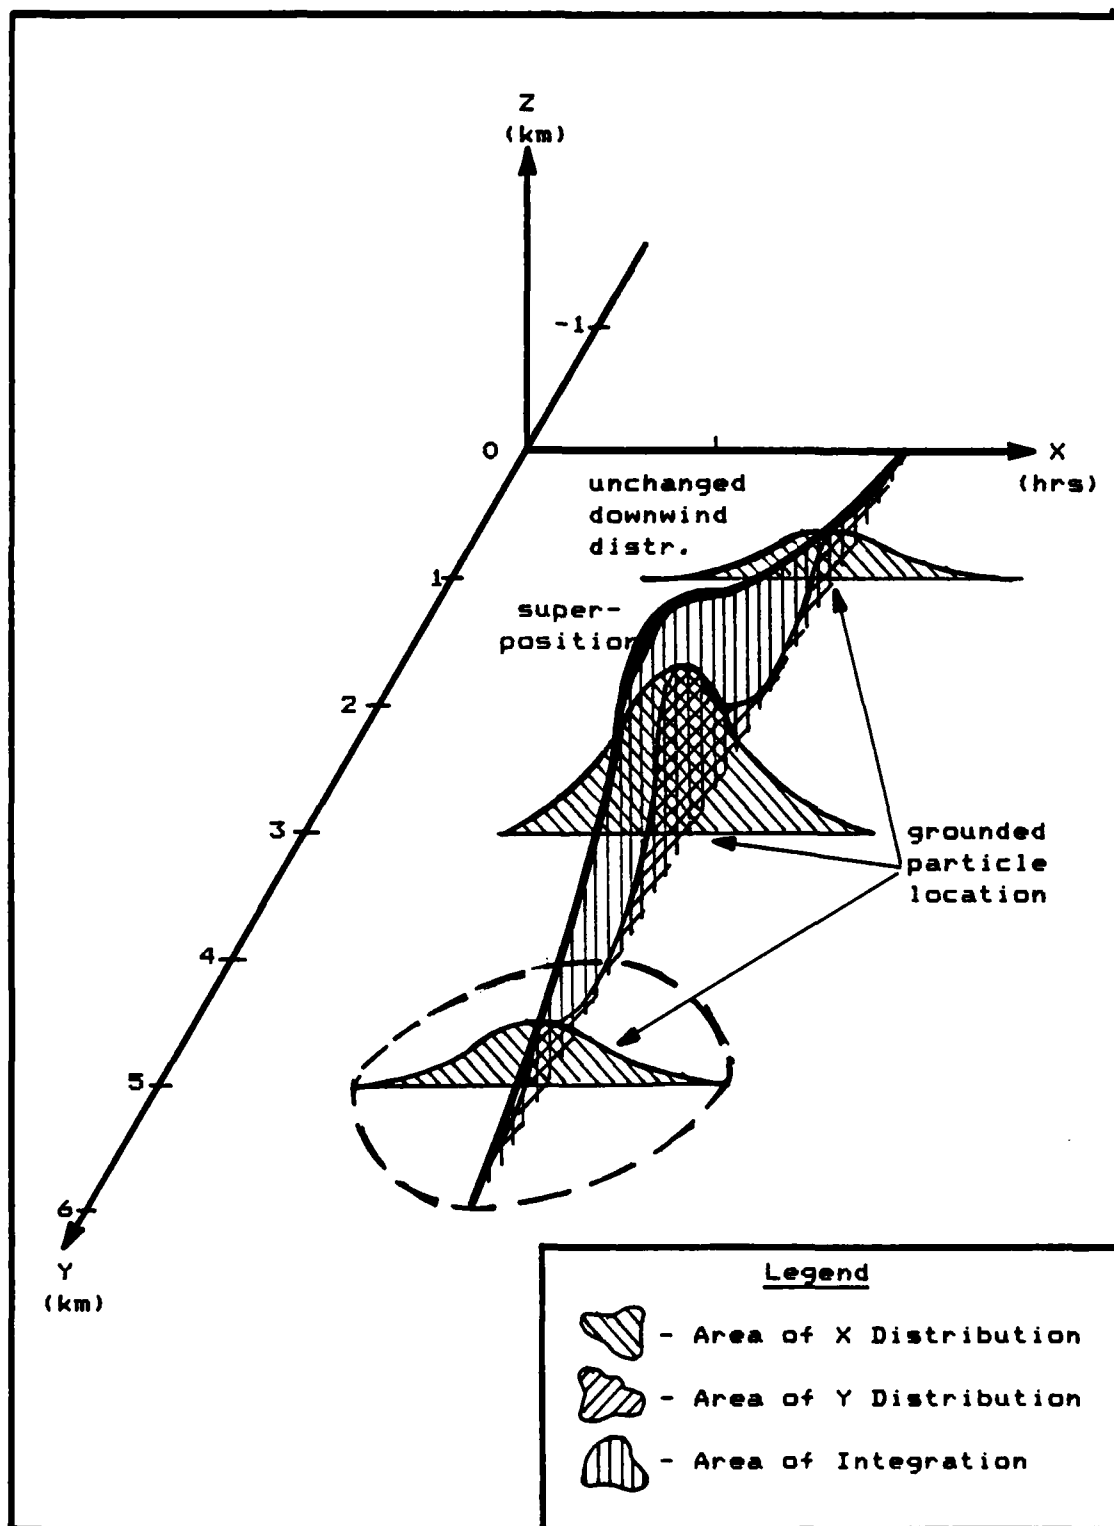 Z
(km)
-1
0
X
(hrs)
unchanged
downwind
distr.
1
super-
position
2
3
grounded
particle
location
4
5
6
Y
(km)
Legend
- Area of X Distribution
- Area of Y Distribution
- Area of Integration